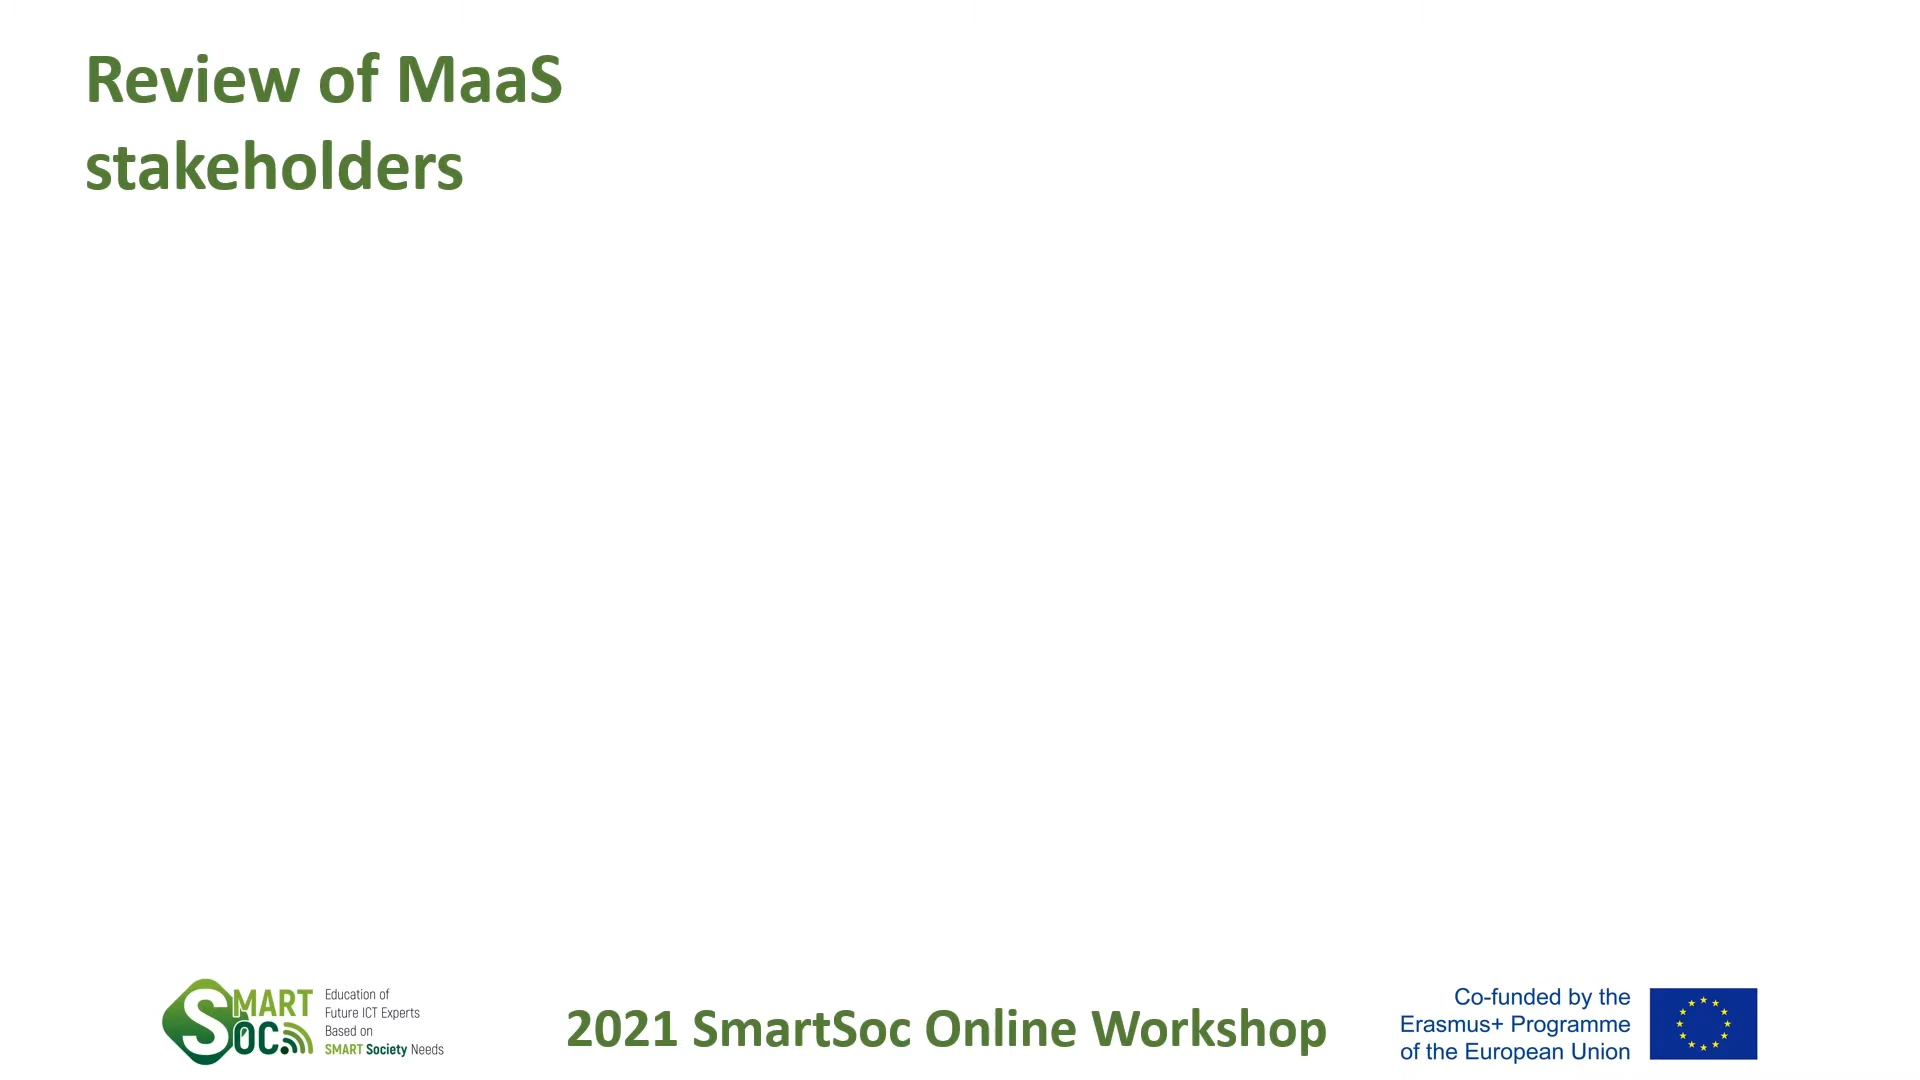 Review of MaaS
stakeholders
SMART
SOC
Education of
Future ICT Experts
Based on
SMART Society Needs
2021 SmartSoc Online Workshop
Co-funded by the
Erasmus+ Programme
of the European Union